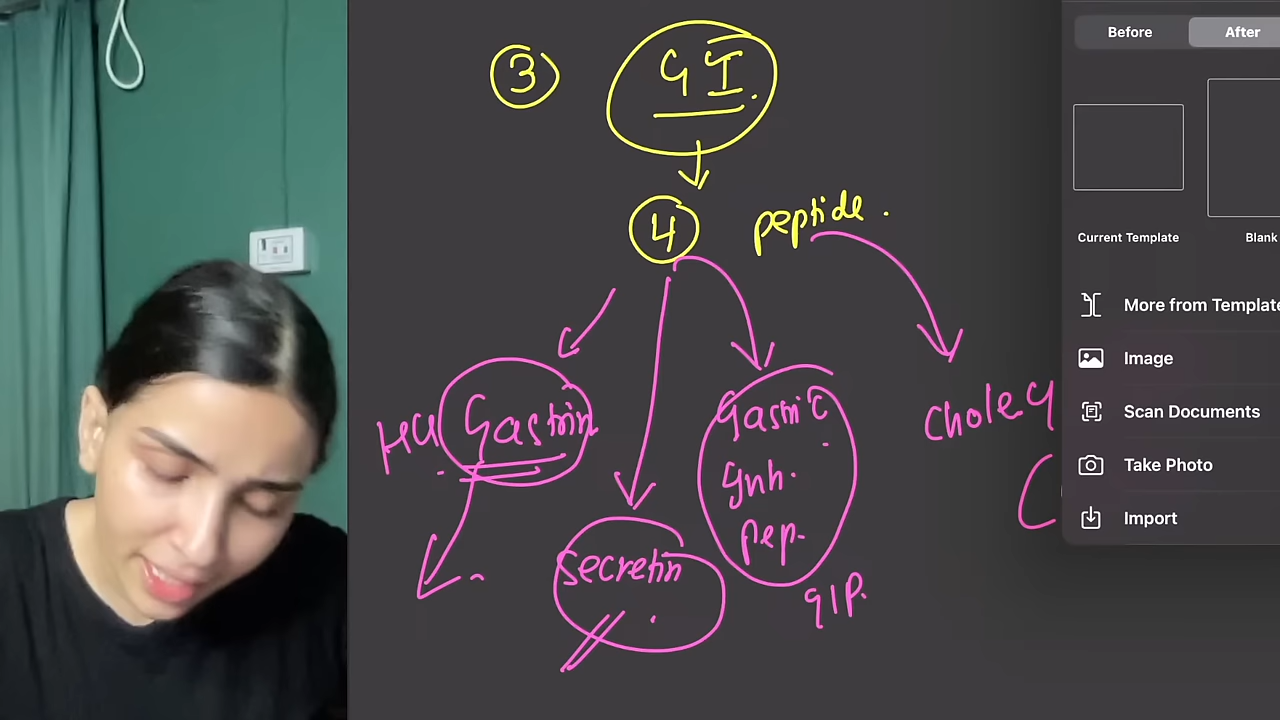 3 GI.
4 peptide.
HCl Gastrin
Gastric
Inh.
Pep.
GIP.
Secretin
Choley
Before
After
Current Template
Blank
More from Template
Image
Scan Documents
Take Photo
Import